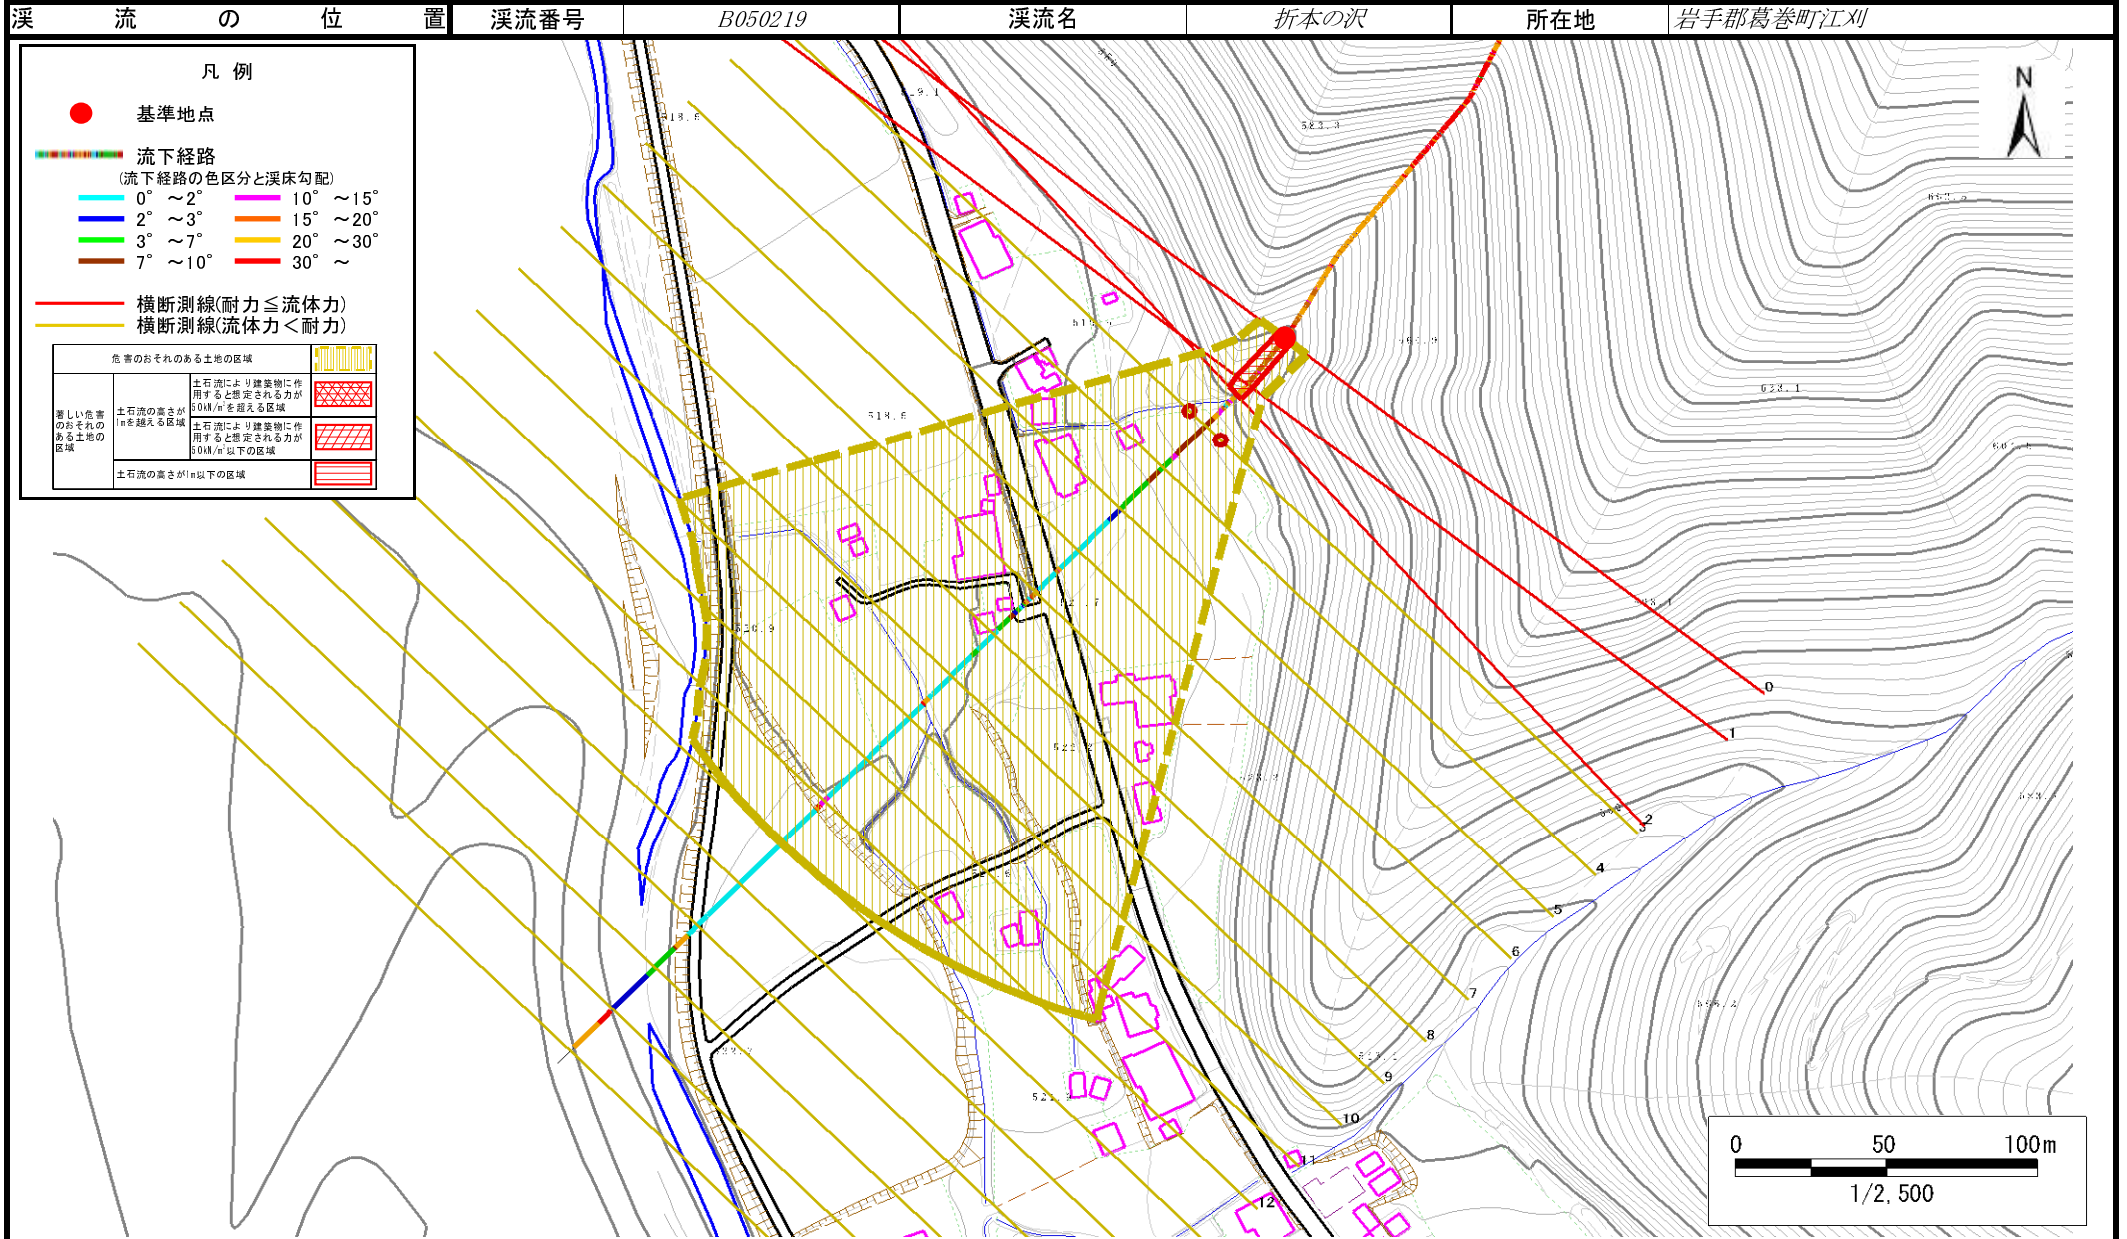 渓流の位置 渓流番号 B050219 渓流名 折本の沢 所在地 岩手郡葛巻町江刈
凡 例
基準地点
流下経路
(流下経路の色区分と渓床勾配)
0° ～2° 10° ～15°
2° ～3° 15° ～20°
3° ～7° 20° ～30°
7° ～10° 30° ～
横断測線(耐力≦流体力)
横断測線(流体力＜耐力)
危害のおそれのある土地の区域
著しい危害
のおそれの
ある土地の
区域
土石流の高さが
1mを越える区域
土石流により建築物に作
用すると想定される力が
50kN/㎡を超える区域
土石流により建築物に作
用すると想定される力が
50kN/㎡以下の区域
土石流の高さが1m以下の区域
N
583.3
518.6
623.1
520.9
0
1
2
3
4
5
6
7
8
9
10
11
12
0 50 100m
1/2,500